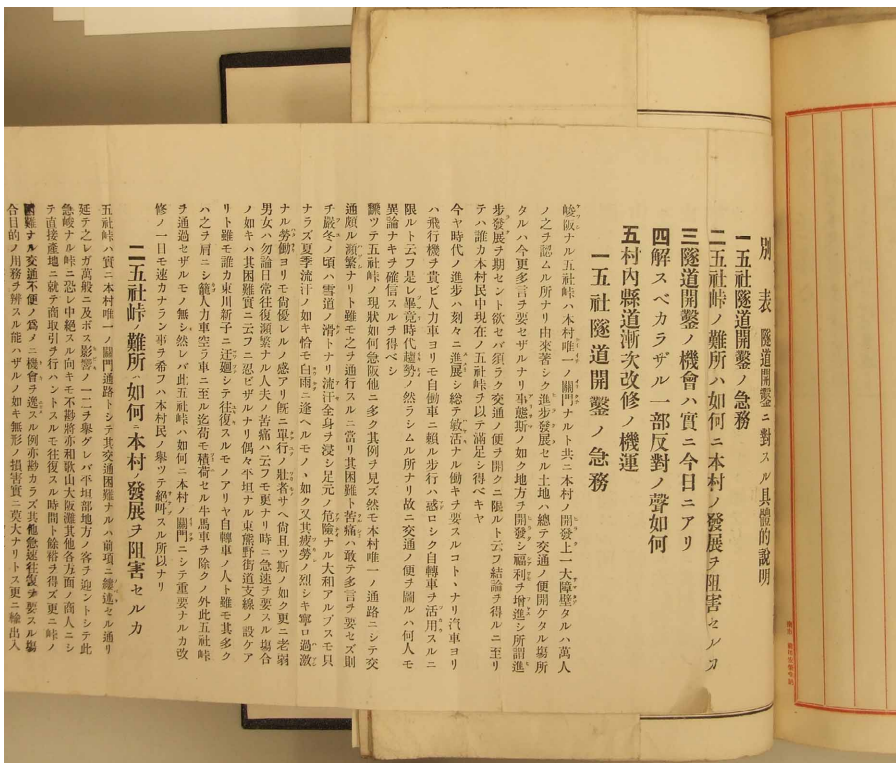 別表 隧道開鑿ニ對スル具體的說明
一五社隧道開鑿ノ急務
二五社峠ノ難所ハ如何ニ本村ノ發展ヲ阻害セルカ
三隧道開鑿ノ機會ハ實ニ今日ニアリ
四解スベカラザル一部反對ノ聲如何
五村內縣道漸次改修ノ機運
一五社隧道開鑿ノ急務
峻阪ナル五社峠ハ本村唯一ノ關門ナルト共ニ本村ノ開發上一大障壁タルハ萬人
ノ之ヲ認ムル所ナリ由來著シク進步發展セル土地ハ總テ交通ノ便開ケタル場所
タルハ今更多言ヲ要セザルナリ事態斯ノ如ク地方ヲ開發シ福利ヲ增進シ所謂進
步發展ヲ期セント欲セバ須ラク交通ノ便ヲ開クニ限ルト云フ結論ヲ得ルニ至リ
テハ誰カ本村民中現在ノ五社峠ヲ以テ滿足シ得ベキヤ
今ヤ時代ノ進步ハ刻々ニ進展シ總テ敏活ナル働キヲ要スルコトヽナリ汽車ヨリ
ハ飛行機ヲ貴ビ人力車ヨリモ自働車ニ賴ル步行ハ惑ロシク自轉車ヲ活用スルニ
限ルト云フ是レ畢竟時代趨勢ノ然ラシムル所ナリ故ニ交通ノ便ヲ圖ルハ何人モ
異論ナキヲ確信スルヲ得ベシ
飜ツテ五社峠ノ現狀如何急阪他ニ多ク其例ヲ見ズ然モ本村唯一ノ通路ニシテ交
通頗ル瀕繁ナリト雖モ之ヲ通行スルニ當リ其困難ト苦痛ハ敢テ多言ヲ要セズ則
チ嚴冬ノ頃ハ雪道ノ滑トナリ流汗全身ヲ浸シ足元ノ危險ナル大和アルプスモ只
ナラズ夏季流汗ノ如キ恰モ白雨ニ逢ヘルモノヽ如ク又其疲勞ノ烈シキ寧ロ過激
ナル勞働ヨリモ尙優レルノ感アリ旣ニ單行ノ壯者サヘ尙且ツ斯ノ如ク更ニ老弱
男女ハ勿論日常往復瀕繁ナル人夫ノ苦痛ハ云フモ更ナリ時ニ急速ヲ要スル場合
ノ如キハ其困難實ニ云フニ忍ビザルナリ偶々平坦ナル東熊野街道支線ノ設ケア
リト雖モ誰カ東川新子ニ迂廻シテ往復スルモノアリヤ自轉車ノ人ト雖モ其多ク
ハ之ヲ肩ニシ籠人力車空ラ車ニ至ル迄荷モ積荷セル牛馬車ヲ除クノ外此五社峠
ヲ通過セザルモノ無シ然レバ此五社峠ハ如何ニ本村ノ關門ニシテ重要ナルカ改
修ノ一日モ速カナラン事ヲ希フハ本村民ノ擧ツテ絕叫スル所以ナリ
二五社峠ノ難所ハ如何ニ本村ノ發展ヲ阻害セルカ
五社峠ハ實ニ本村唯一ノ關門通路トシテ其交通困難ナルハ前項ニ縷述セル通リ
延テ之レガ萬般ニ及ボス影響ノ一二ヲ擧グレバ平坦部地方ノ客ヲ迎ントシテ此
急峻ナル峠ニ恐レ中絕スル向キモ不尠將亦和歌山大阪灘其他各方面ノ商人ニシ
テ直接產地ニ就テ商取引ヲ行ハントスルモ往復スル時間ト餘裕ヲ得ズ更ニ峠ノ
困難ナル交通不便ノ爲メニ機會ヲ逸スル例亦尠カラズ其他急速往復ヲ要スル場
合目的ノ用務ヲ辨スル能ハザルノ如キ無形ノ損害實ニ莫大ナリトス更ニ輸出入